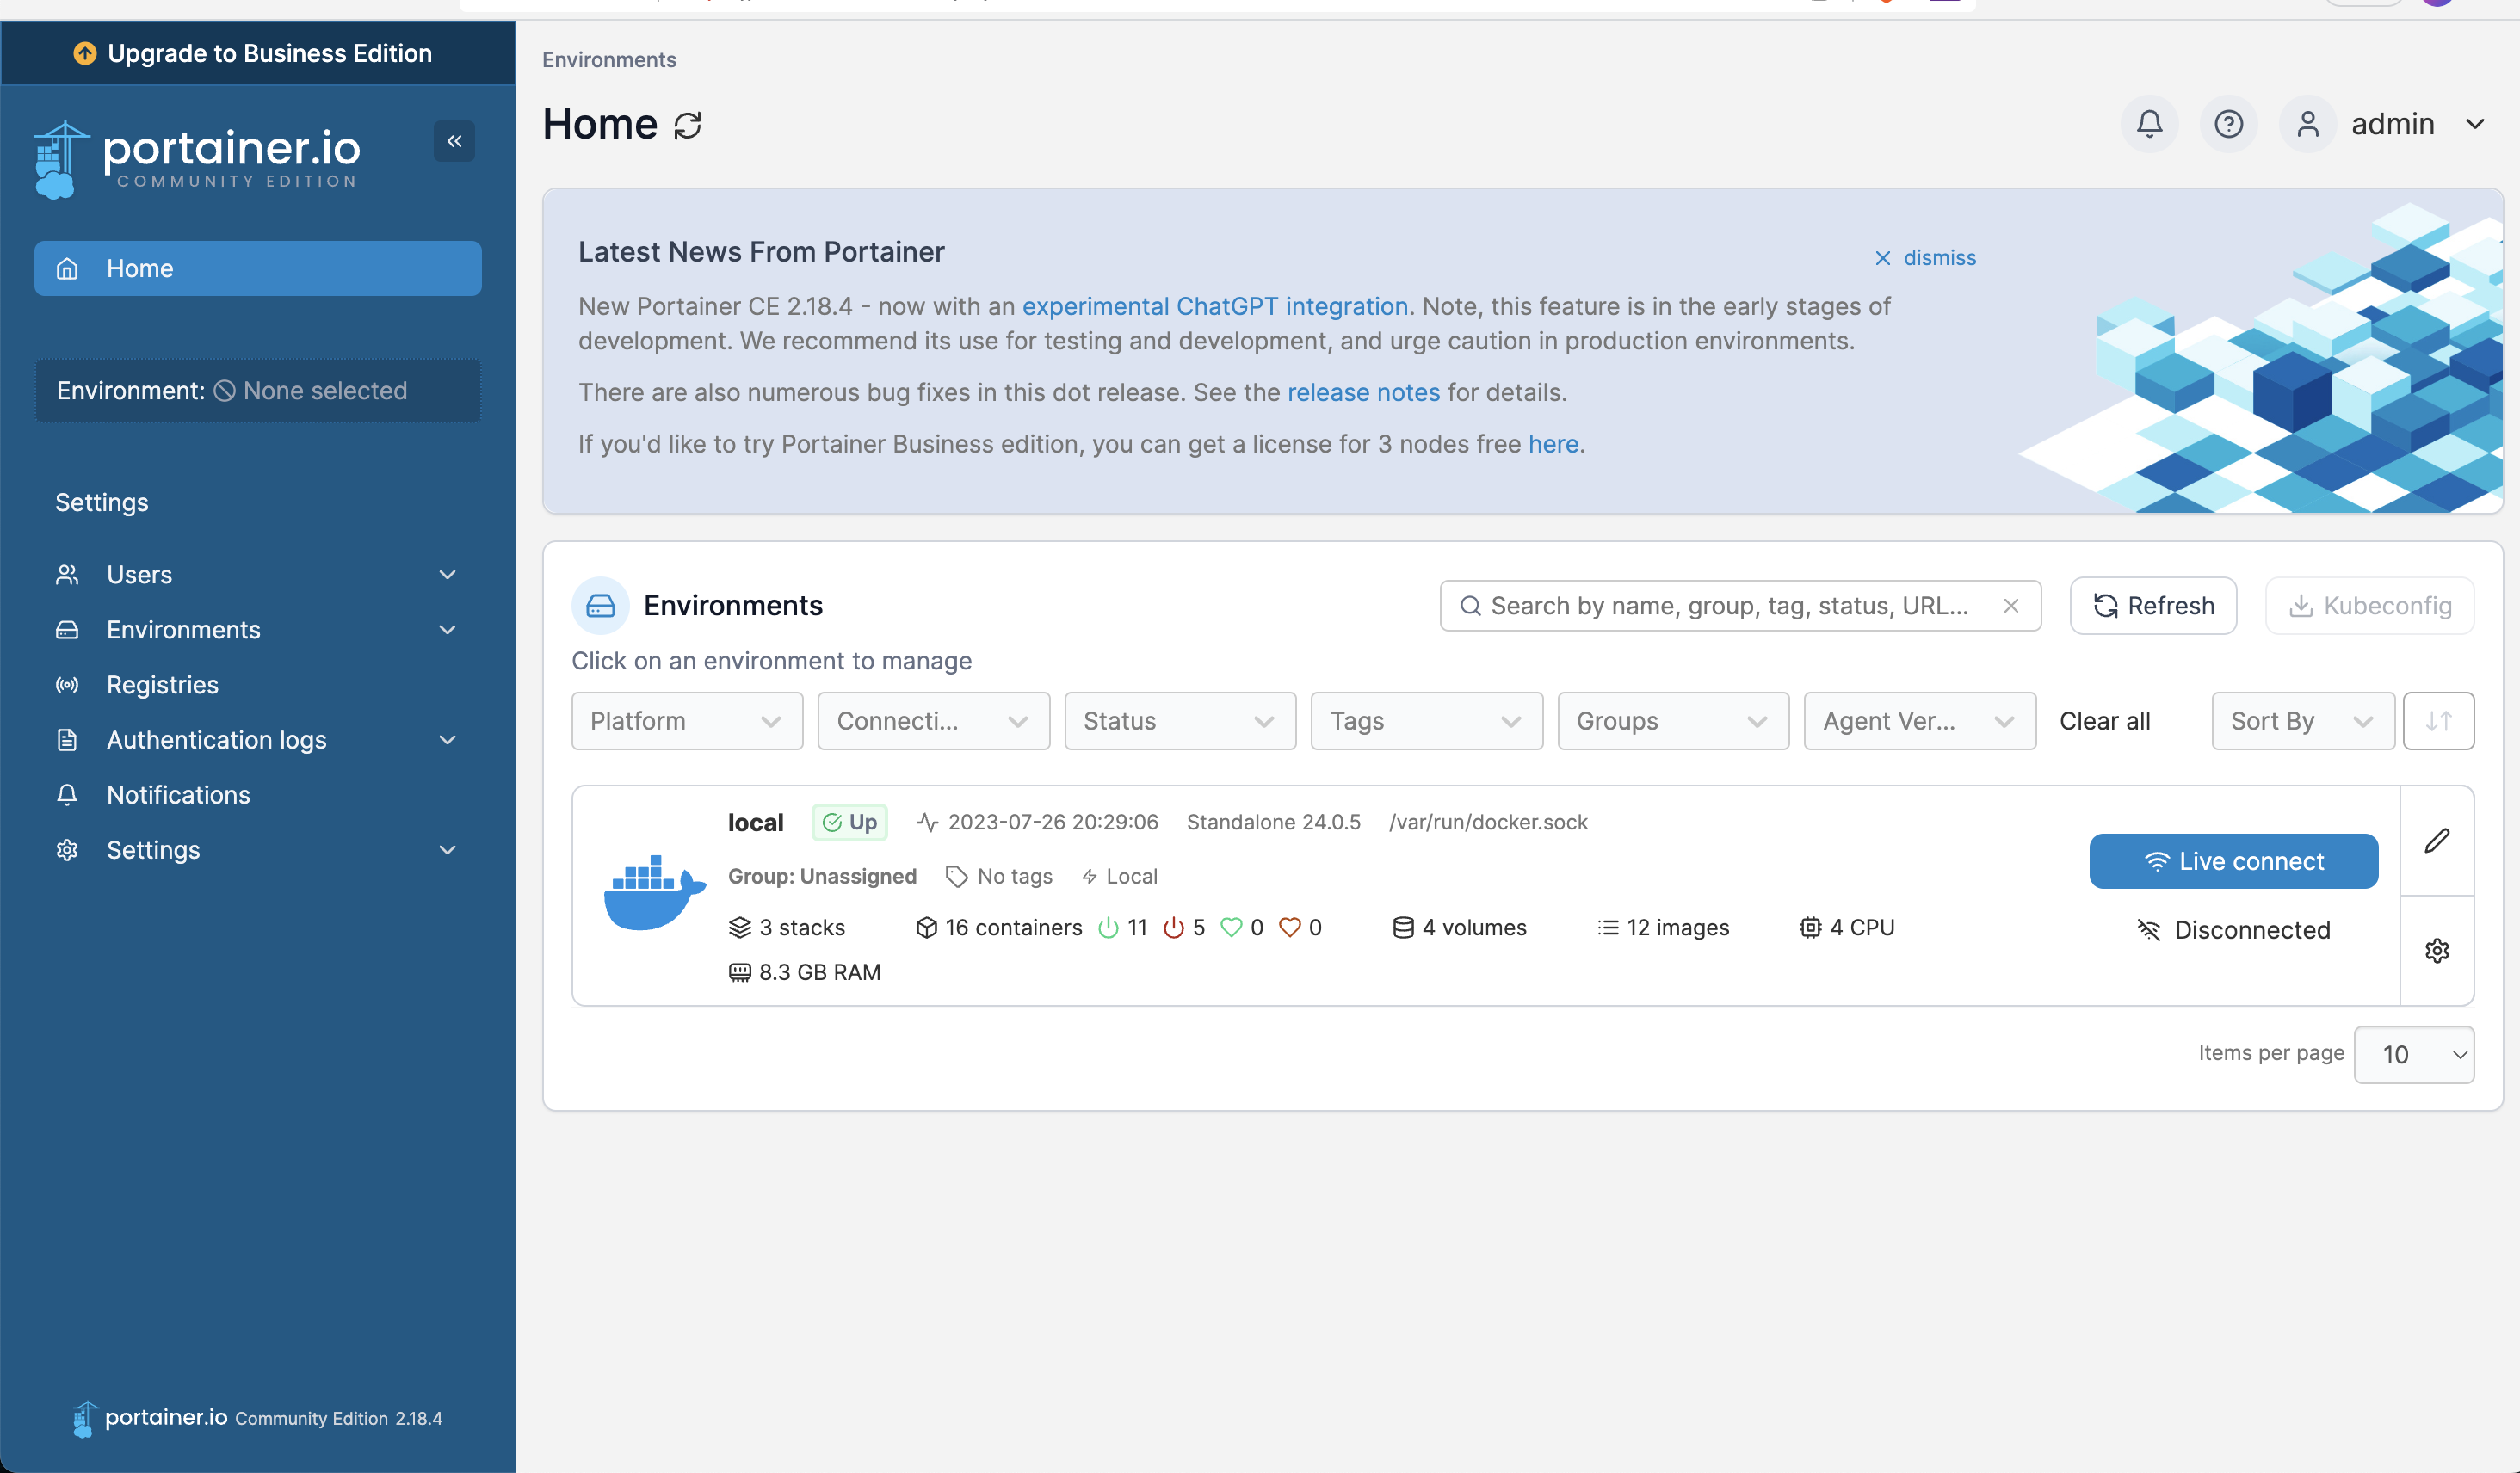 Upgrade to Business Edition
portainer.io
COMMUNITY EDITION
Home
Environment: None selected
Settings
Users
Environments
Registries
Authentication logs
Notifications
Settings
portainer.io Community Edition 2.18.4
Environments
Home
admin
Latest News From Portainer
dismiss
New Portainer CE 2.18.4 - now with an experimental ChatGPT integration. Note, this feature is in the early stages of
development. We recommend its use for testing and development, and urge caution in production environments.
There are also numerous bug fixes in this dot release. See the release notes for details.
If you'd like to try Portainer Business edition, you can get a license for 3 nodes free here.
Environments
Search by name, group, tag, status, URL...
Refresh
Kubeconfig
Click on an environment to manage
Platform
Connecti...
Status
Tags
Groups
Agent Ver...
Clear all
Sort By
local Up 2023-07-26 20:29:06 Standalone 24.0.5 /var/run/docker.sock
Group: Unassigned No tags Local
3 stacks 16 containers 11 5 0 0 4 volumes 12 images 4 CPU
8.3 GB RAM
Live connect
Disconnected
Items per page 10